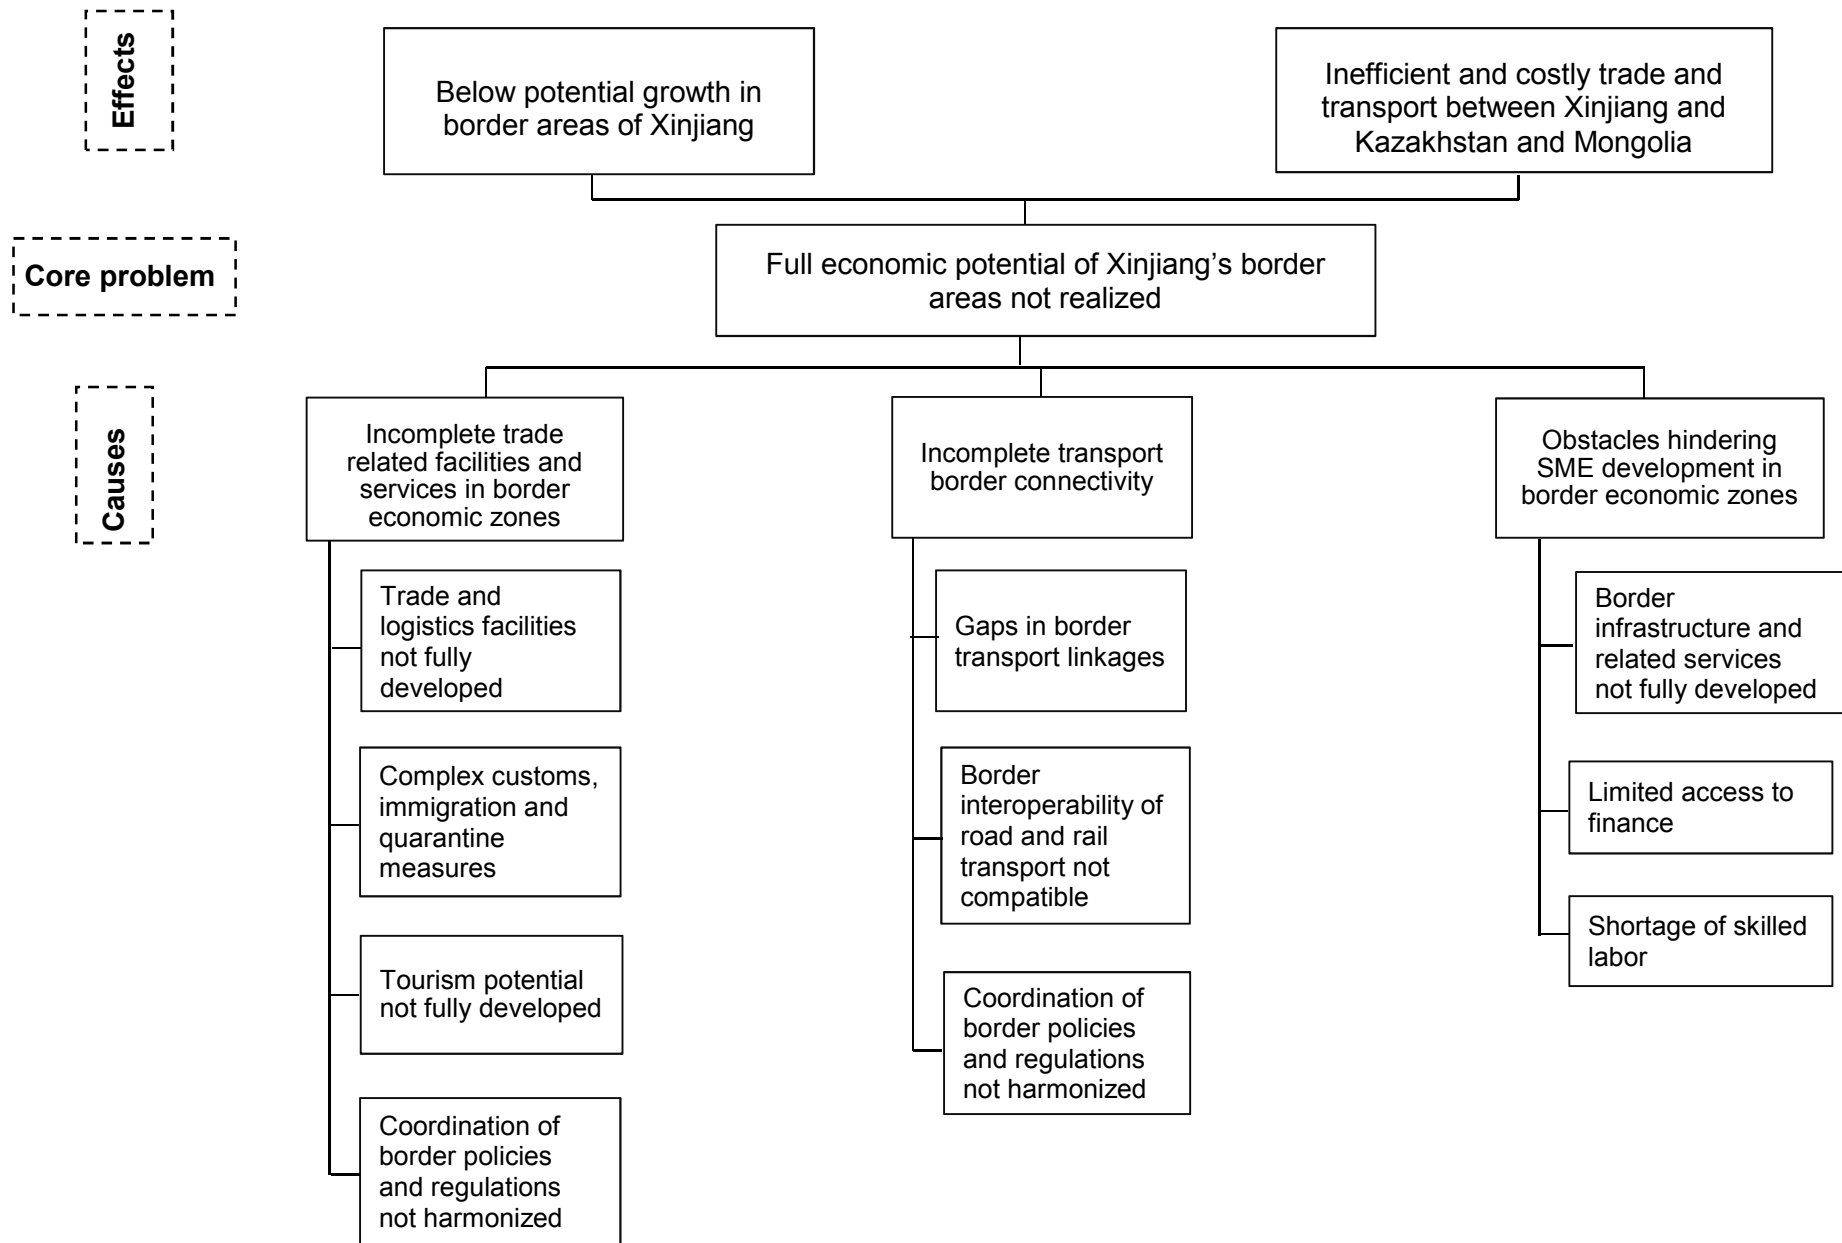 Effects
Below potential growth in
border areas of Xinjiang
Inefficient and costly trade and
transport between Xinjiang and
Kazakhstan and Mongolia
Core problem
Full economic potential of Xinjiang’s border
areas not realized
Causes
Incomplete trade
related facilities and
services in border
economic zones
Trade and
logistics facilities
not fully
developed
Complex customs,
immigration and
quarantine
measures
Tourism potential
not fully developed
Coordination of
border policies
and regulations
not harmonized
Incomplete transport
border connectivity
Gaps in border
transport linkages
Border
interoperability of
road and rail
transport not
compatible
Coordination of
border policies
and regulations
not harmonized
Obstacles hindering
SME development in
border economic zones
Border
infrastructure and
related services
not fully developed
Limited access to
finance
Shortage of skilled
labor